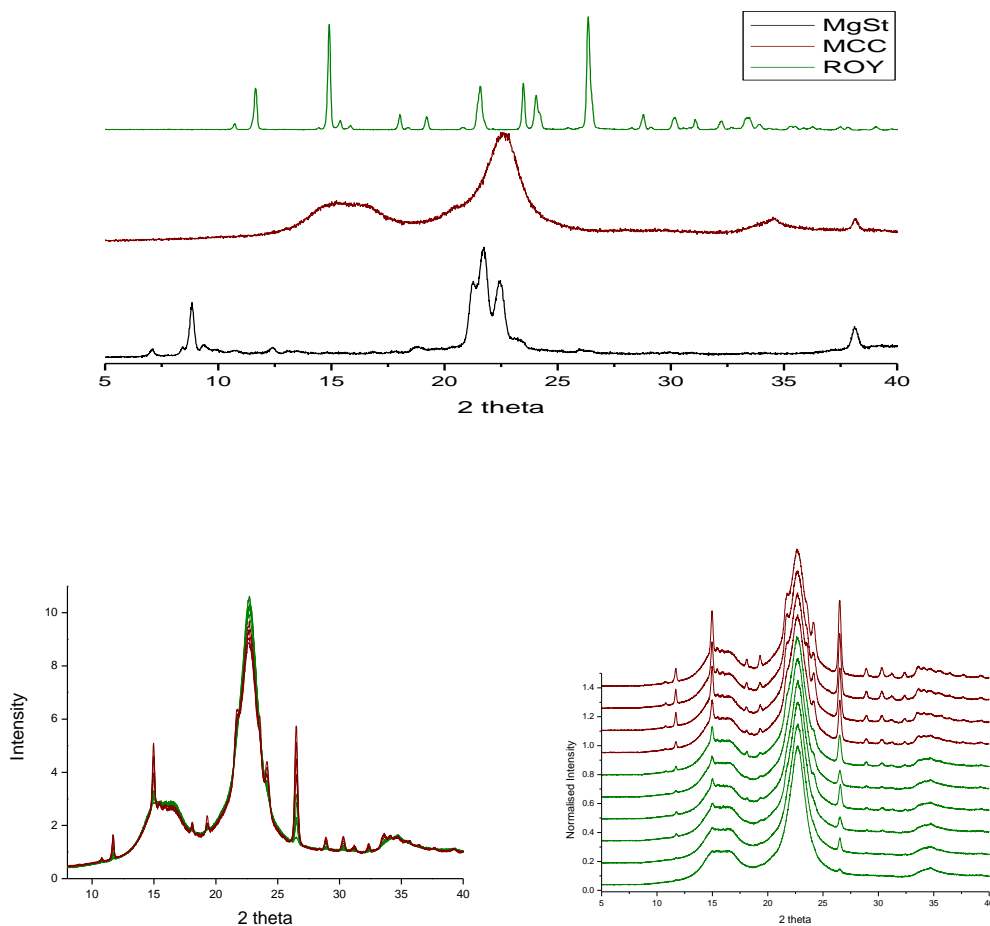 MgSt
MCC
ROY
5 10 15 20 25 30 35 40
2 theta
10
8
6
4
2
0
Intensity
10 15 20 25 30 35 40
2 theta
1.4
1.2
1.0
0.8
0.6
0.4
0.2
0.0
Normalised Intensity
5 10 15 20 25 30 35 40
2 theta